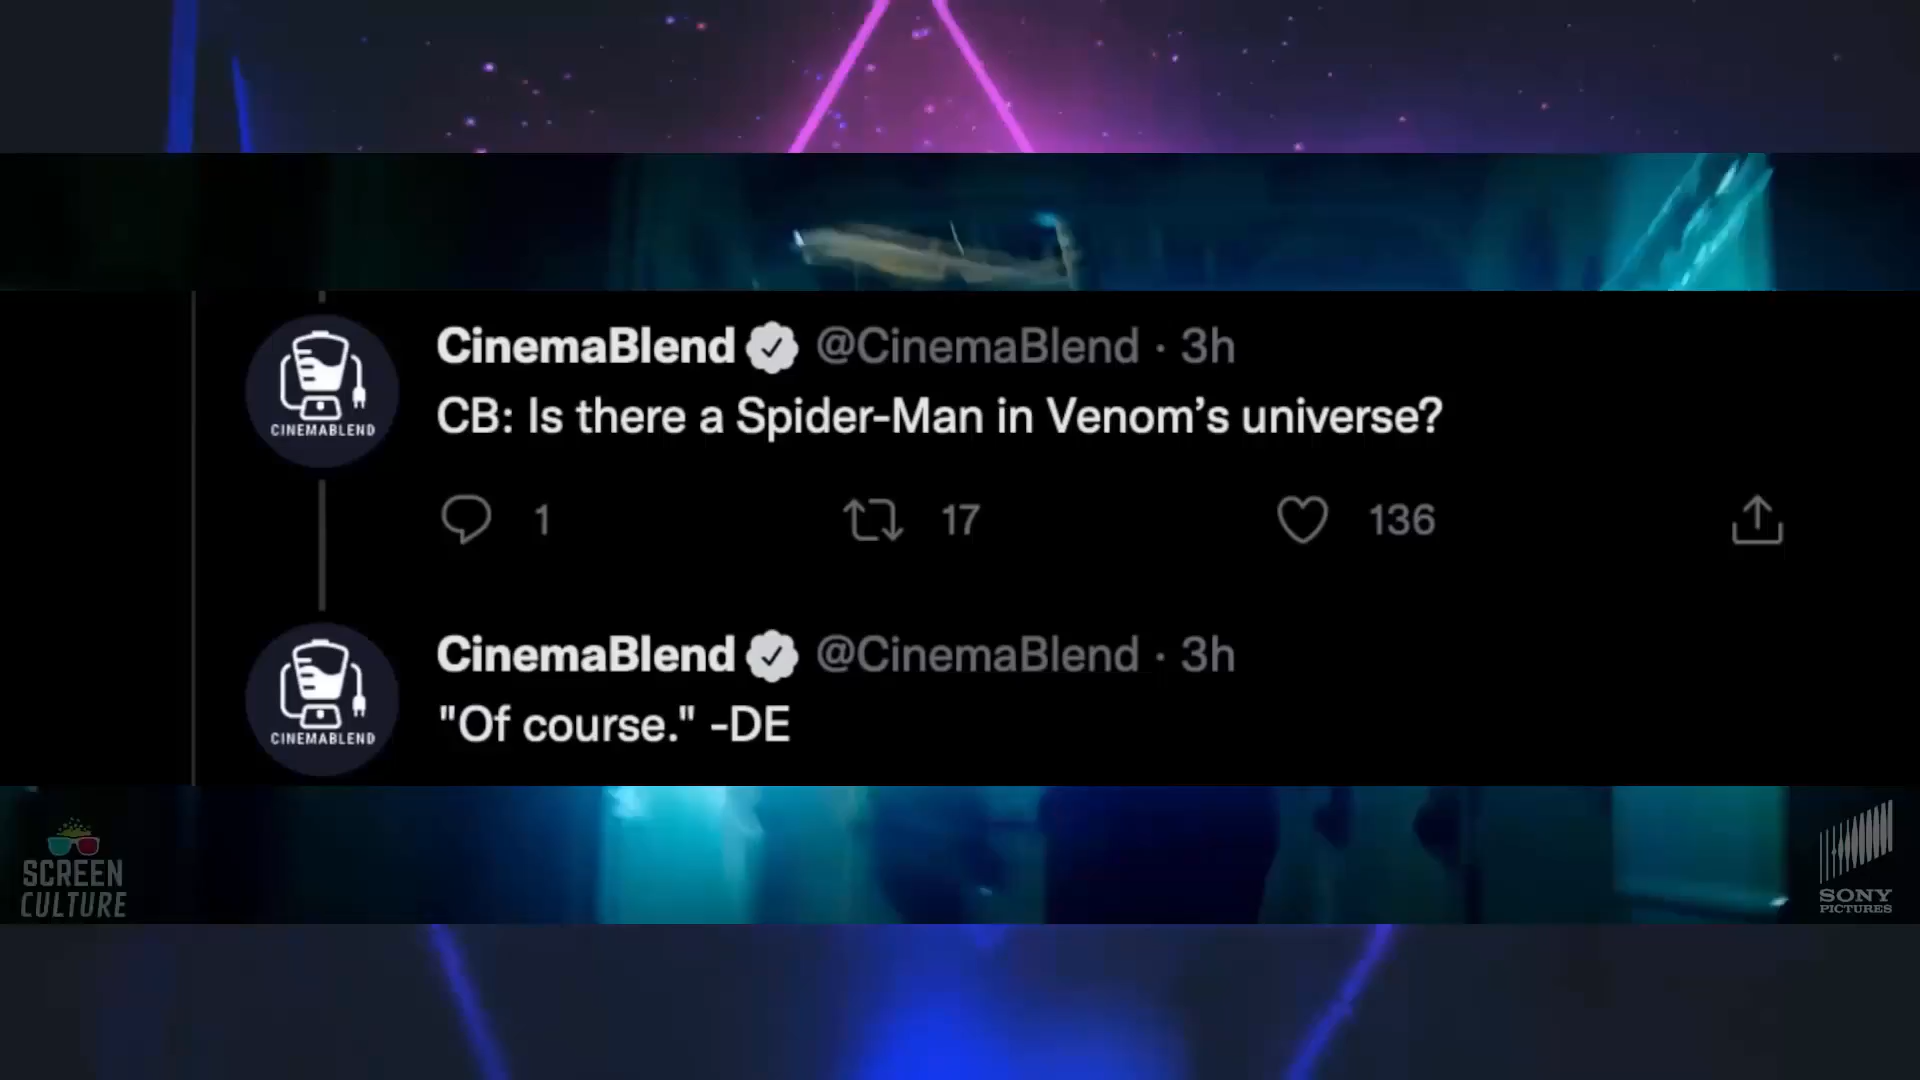 CinemaBlend @CinemaBlend · 3h
CB: Is there a Spider-Man in Venom’s universe?
1 17 136
CINEMABLEND
CinemaBlend @CinemaBlend · 3h
"Of course." -DE
CINEMABLEND
SCREEN
CULTURE
SONY
PICTURES